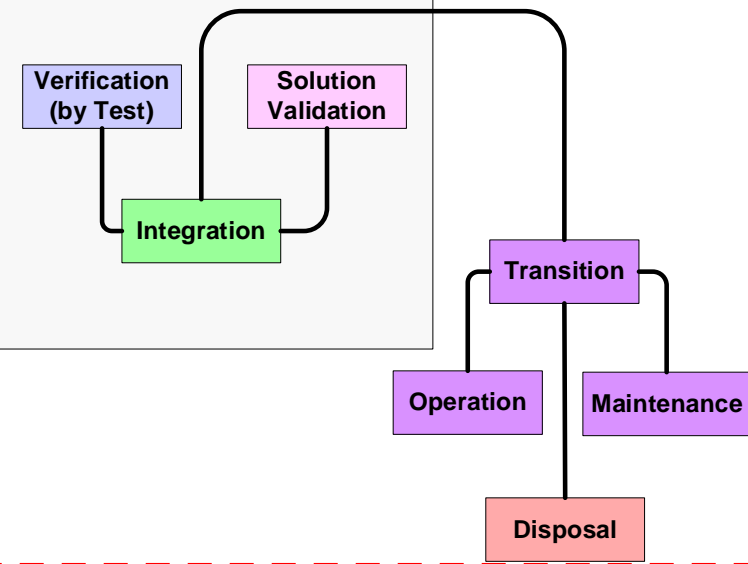 Verification
(by Test)
Solution
Validation
Integration
Transition
Operation
Maintenance
Disposal